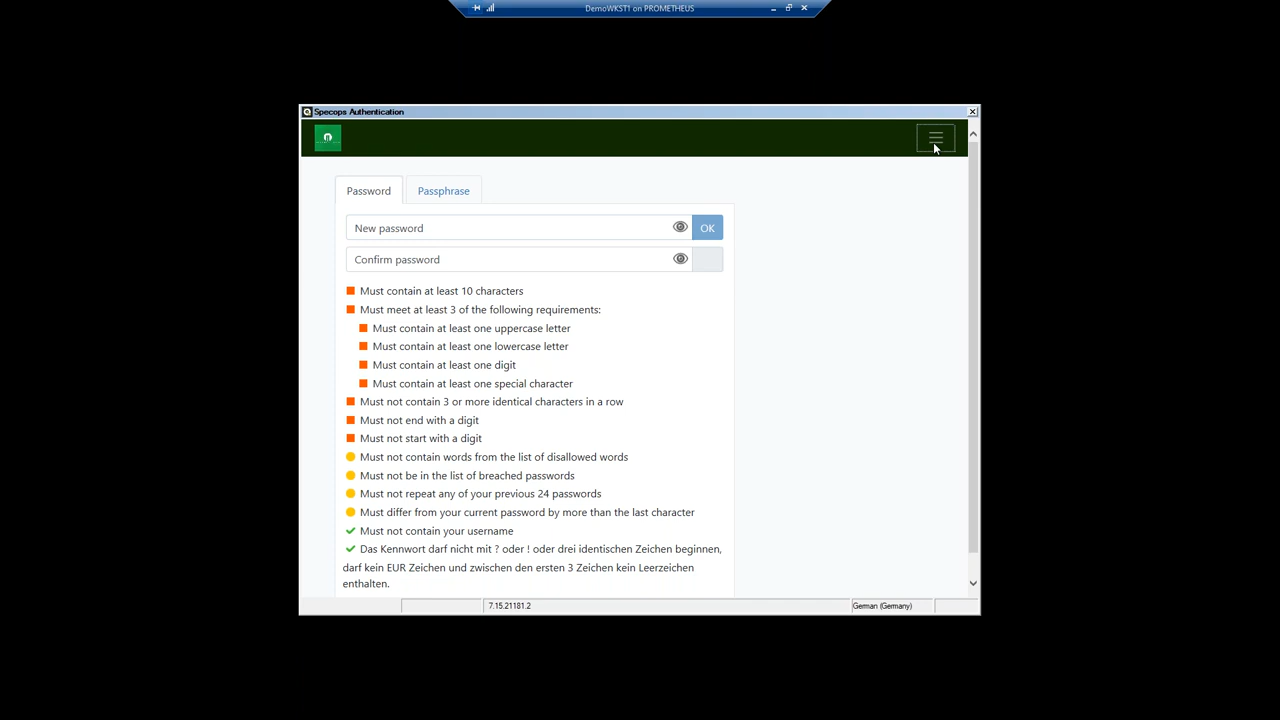 DemoWKST1 on PROMETHEUS
Specops Authentication
Password
Passphrase
New password
OK
Confirm password
Must contain at least 10 characters
Must meet at least 3 of the following requirements:
Must contain at least one uppercase letter
Must contain at least one lowercase letter
Must contain at least one digit
Must contain at least one special character
Must not contain 3 or more identical characters in a row
Must not end with a digit
Must not start with a digit
Must not contain words from the list of disallowed words
Must not be in the list of breached passwords
Must not repeat any of your previous 24 passwords
Must differ from your current password by more than the last character
Must not contain your username
Das Kennwort darf nicht mit ? oder ! oder drei identischen Zeichen beginnen,
darf kein EUR Zeichen und zwischen den ersten 3 Zeichen kein Leerzeichen
enthalten.
7.15.21181.2
German (Germany)